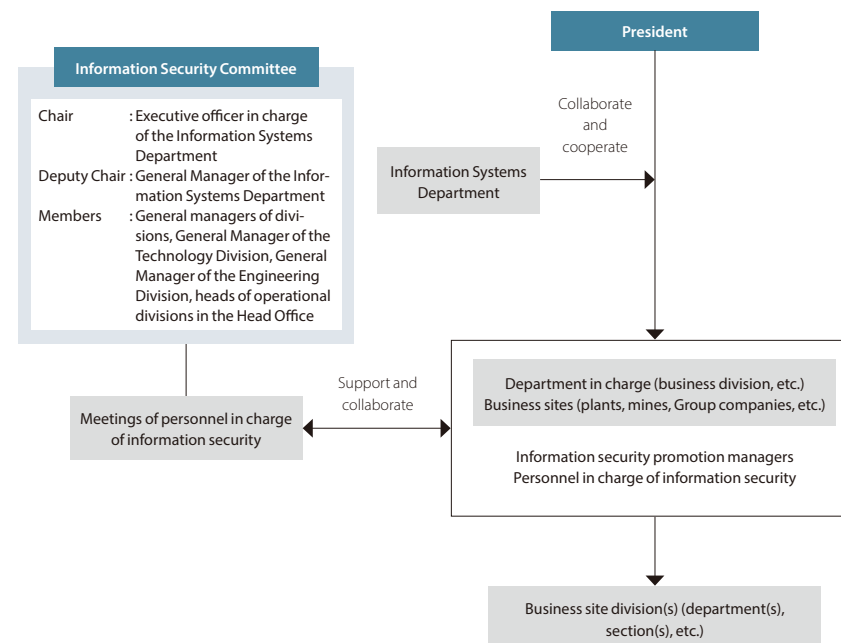 President
Information Security Committee
Chair : Executive officer in charge
of the Information Systems
Department
Deputy Chair : General Manager of the Infor-
mation Systems Department
Members : General managers of divi-
sions, General Manager of the
Technology Division, General
Manager of the Engineering
Division, heads of operational
divisions in the Head Office
Collaborate
and
cooperate
Information Systems
Department
Support and
collaborate
Meetings of personnel in charge
of information security
Department in charge (business division, etc.)
Business sites (plants, mines, Group companies, etc.)
Information security promotion managers
Personnel in charge of information security
Business site division(s) (department(s),
section(s), etc.)